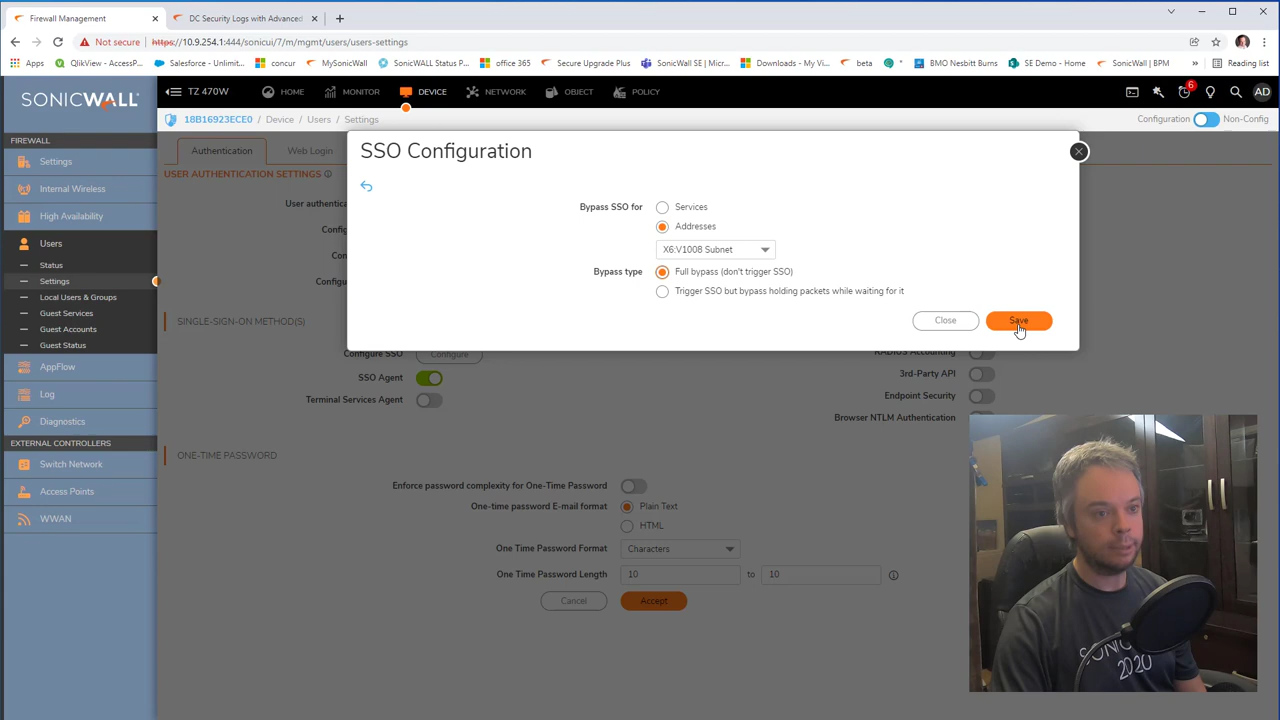 Firewall Management
DC Security Logs with Advanced
Not secure
https://10.9.254.1:444/sonicui/7/m/mgmt/users/users-settings
Apps
QlikView - AccessP...
Salesforce - Unlimit...
concur
MySonicWall
SonicWALL Status P...
office 365
Secure Upgrade Plus
SonicWall SE | Micr...
Downloads - My Vi...
beta
BPM
BMO Nesbitt Burns
SE Demo - Home
SonicWall | BPM
»
Reading list
SONICWALL
TZ 470W
HOME
MONITOR
DEVICE
NETWORK
OBJECT
POLICY
6
AD
18B16923ECE0 / Device / Users / Settings
Configuration
Non-Config
FIREWALL
Settings
Internal Wireless
High Availability
Users
Status
Settings
Local Users & Groups
Guest Services
Guest Accounts
Guest Status
AppFlow
Log
Diagnostics
EXTERNAL CONTROLLERS
Switch Network
Access Points
WWAN
Authentication
Web Login
USER AUTHENTICATION SETTINGS
SSO Configuration
Bypass SSO for
Services
Addresses
X6:V1008 Subnet
Bypass type
Full bypass (don't trigger SSO)
Trigger SSO but bypass holding packets while waiting for it
Close
Save
SINGLE-SIGN-ON METHOD(S)
Configure SSO
Configure
SSO Agent
Terminal Services Agent
RADIUS Accounting
3rd-Party API
Endpoint Security
Browser NTLM Authentication
ONE-TIME PASSWORD
Enforce password complexity for One-Time Password
One-time password E-mail format
Plain Text
HTML
One Time Password Format
Characters
One Time Password Length
10
to
10
Cancel
Accept
2020